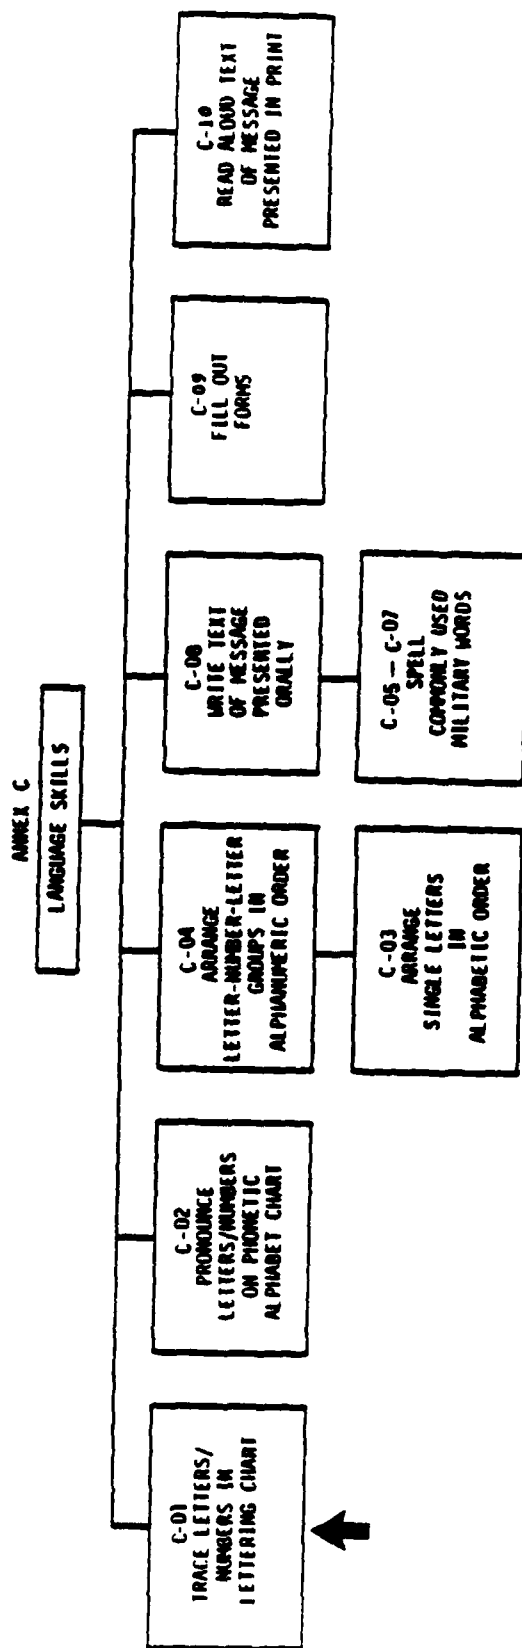 ANNEX C
LANGUAGE SKILLS
C-01
TRACE LETTERS/
NUMBERS IN
LETTERING CHART
C-02
PRONOUNCE
LETTERS/NUMBERS
ON PHONETIC
ALPHABET CHART
C-04
ARRANGE
LETTER-NUMBER-LETTER
GROUPS IN
ALPHANUMERIC ORDER
C-03
ARRANGE
SINGLE LETTERS
IN
ALPHABETIC ORDER
C-08
WRITE TEXT
OF MESSAGE
PRESENTED
ORALLY
C-05 — C-07
SPELL
COMMONLY USED
MILITARY WORDS
C-09
FILL OUT
FORMS
C-10
READ ALOUD TEXT
OF MESSAGE
PRESENTED IN PRINT